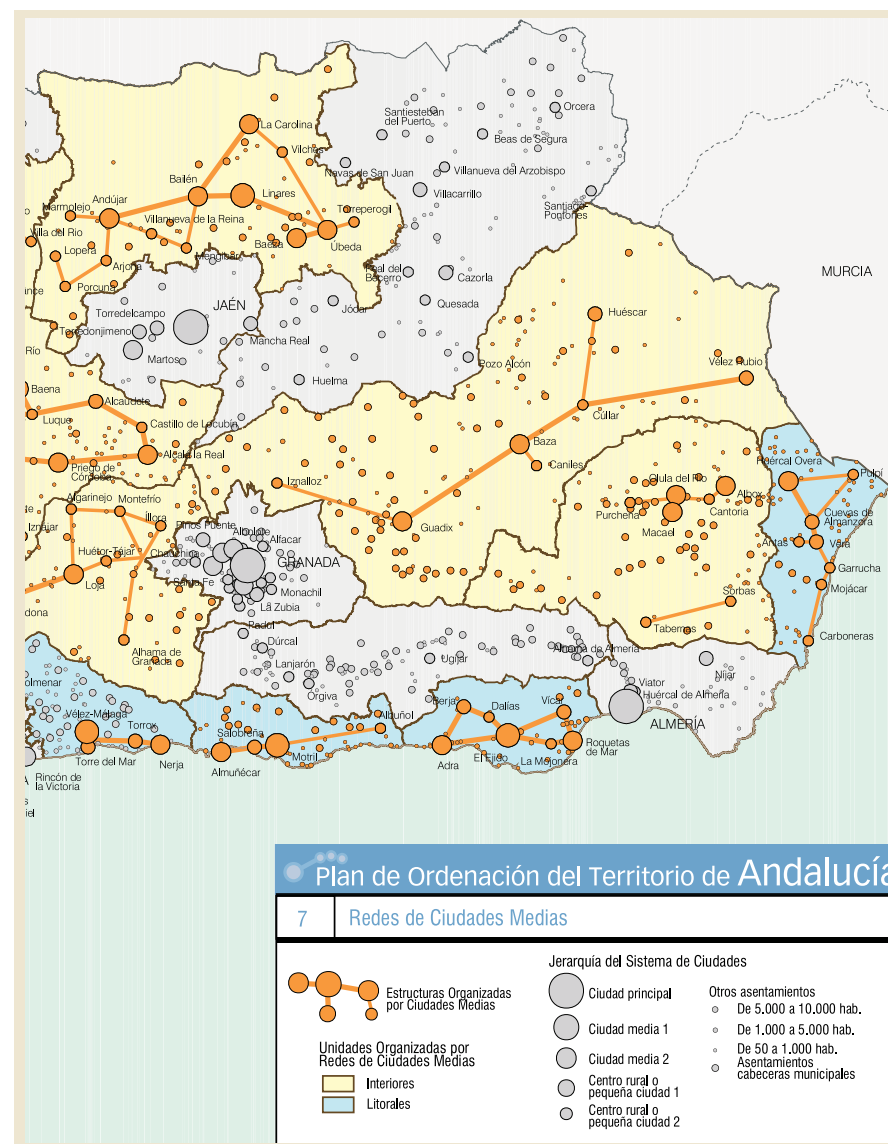 Orcera
Santiesteban
del Puerto
La Carolina
Beas de Segura
Vilches
Navas de San Juan
Villanueva del Arzobispo
Bailén
Linares
Villacarrillo
Santiago-
Pontones
Andújar
Marmolejo
Villanueva de la Reina
Torreperogil
Villa del Río
Baeza
Úbeda
Lopera
Mengíbar
Arjona
MURCIA
Cazorla
Porcuna
JAÉN
Jódar
Quesada
Huéscar
Torredelcampo
Torredonjimeno
Mancha Real
Martos
Río
Pozo Alcón
Vélez Rubio
Huelma
Baena
Alcaudete
Luque
Castillo de Locubín
Cúllar
Baza
Alcalá la Real
Priego de
Córdoba
Caniles
Huércal Overa
Pulpí
Iznalloz
Olula del Río
Albox
Algarinejo
Montefrío
Íllora
Pinos Puente
Albolote
Alfacar
Guadix
Purchena
Macael
Cantoria
Cuevas de
Almanzora
Iznájar
Huétor-Tájar
Chauchina
GRANADA
Antas
Vera
Loja
Santa Fe
Monachil
Garrucha
La Zubia
Sorbas
Mojácar
Padul
Tabernas
Alhama de
Granada
Dúrcal
Carboneras
Lanjarón
Ugíjar
Alhama de Almería
Níjar
olmenar
Orgiva
Viator
Huércal de Almería
Berja
Dalías
Vícar
ALMERÍA
Vélez-Málaga
Torrox
Salobreña
Albuñol
Torre del Mar
Nerja
Almuñécar
Motril
Adra
El Ejido
La Mojonera
Roquetas
de Mar
Rincón de
la Victoria
Plan de Ordenación del Territorio de Andalucía
7 Redes de Ciudades Medias
Estructuras Organizadas
por Ciudades Medias
Unidades Organizadas por
Redes de Ciudades Medias
Interiores
Litorales
Jerarquía del Sistema de Ciudades
Ciudad principal
Ciudad media 1
Ciudad media 2
Centro rural o
pequeña ciudad 1
Centro rural o
pequeña ciudad 2
Otros asentamientos
De 5.000 a 10.000 hab.
De 1.000 a 5.000 hab.
De 50 a 1.000 hab.
Asentamientos
cabeceras municipales